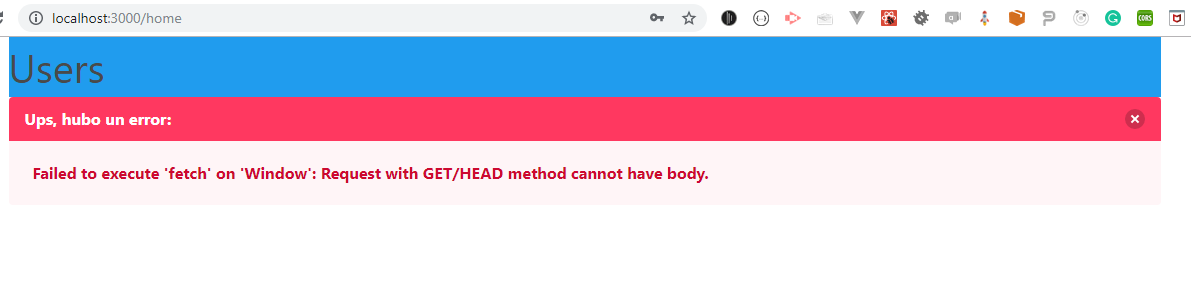 localhost:3000/home
Users
Ups, hubo un error:
Failed to execute 'fetch' on 'Window': Request with GET/HEAD method cannot have body.